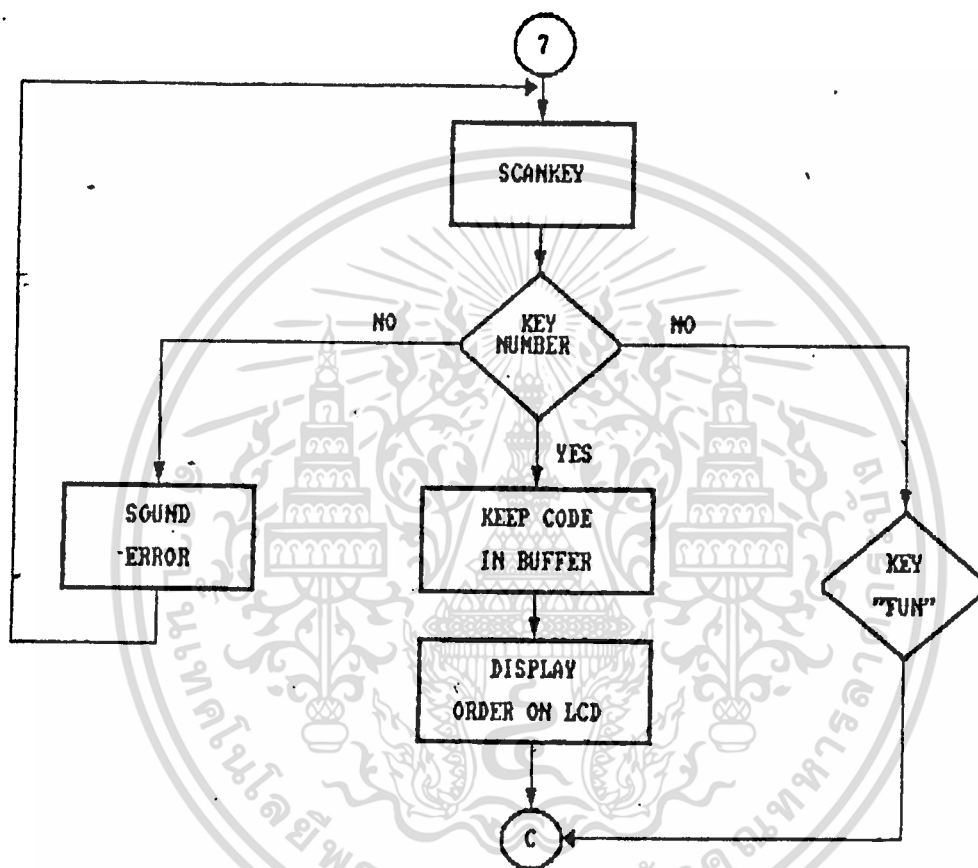 7
SCANKEY
NO
KEY
NUMBER
NO
YES
SOUND
ERROR
KEEP CODE
IN BUFFER
KEY
"FUN"
DISPLAY
ORDER ON LCD
C